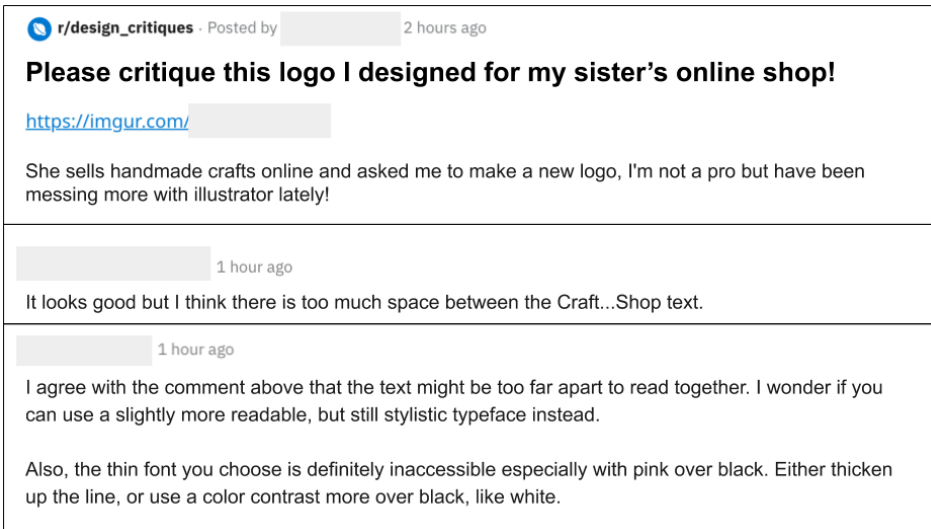 r/design_critiques · Posted by 2 hours ago
Please critique this logo I designed for my sister’s online shop!
https://imgur.com/
She sells handmade crafts online and asked me to make a new logo, I'm not a pro but have been
messing more with illustrator lately!
1 hour ago
It looks good but I think there is too much space between the Craft...Shop text.
1 hour ago
I agree with the comment above that the text might be too far apart to read together. I wonder if you
can use a slightly more readable, but still stylistic typeface instead.
Also, the thin font you choose is definitely inaccessible especially with pink over black. Either thicken
up the line, or use a color contrast more over black, like white.